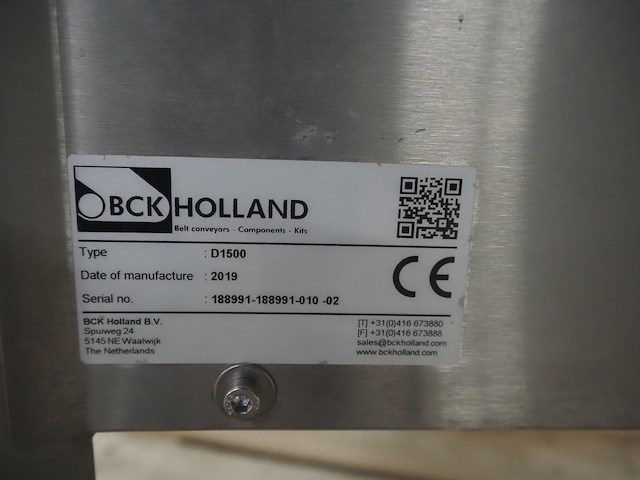 BCK HOLLAND
Belt conveyors - Components - Kits
Type : D1500
Date of manufacture : 2019
Serial no. : 188991-188991-010 -02
BCK Holland B.V.
Spurweg 24
5145 NE Waalwijk
The Netherlands
[T] +31(0)416 673880
[F] +31(0)416 673888
sales@bckholland.com
www.bckholland.com
CE